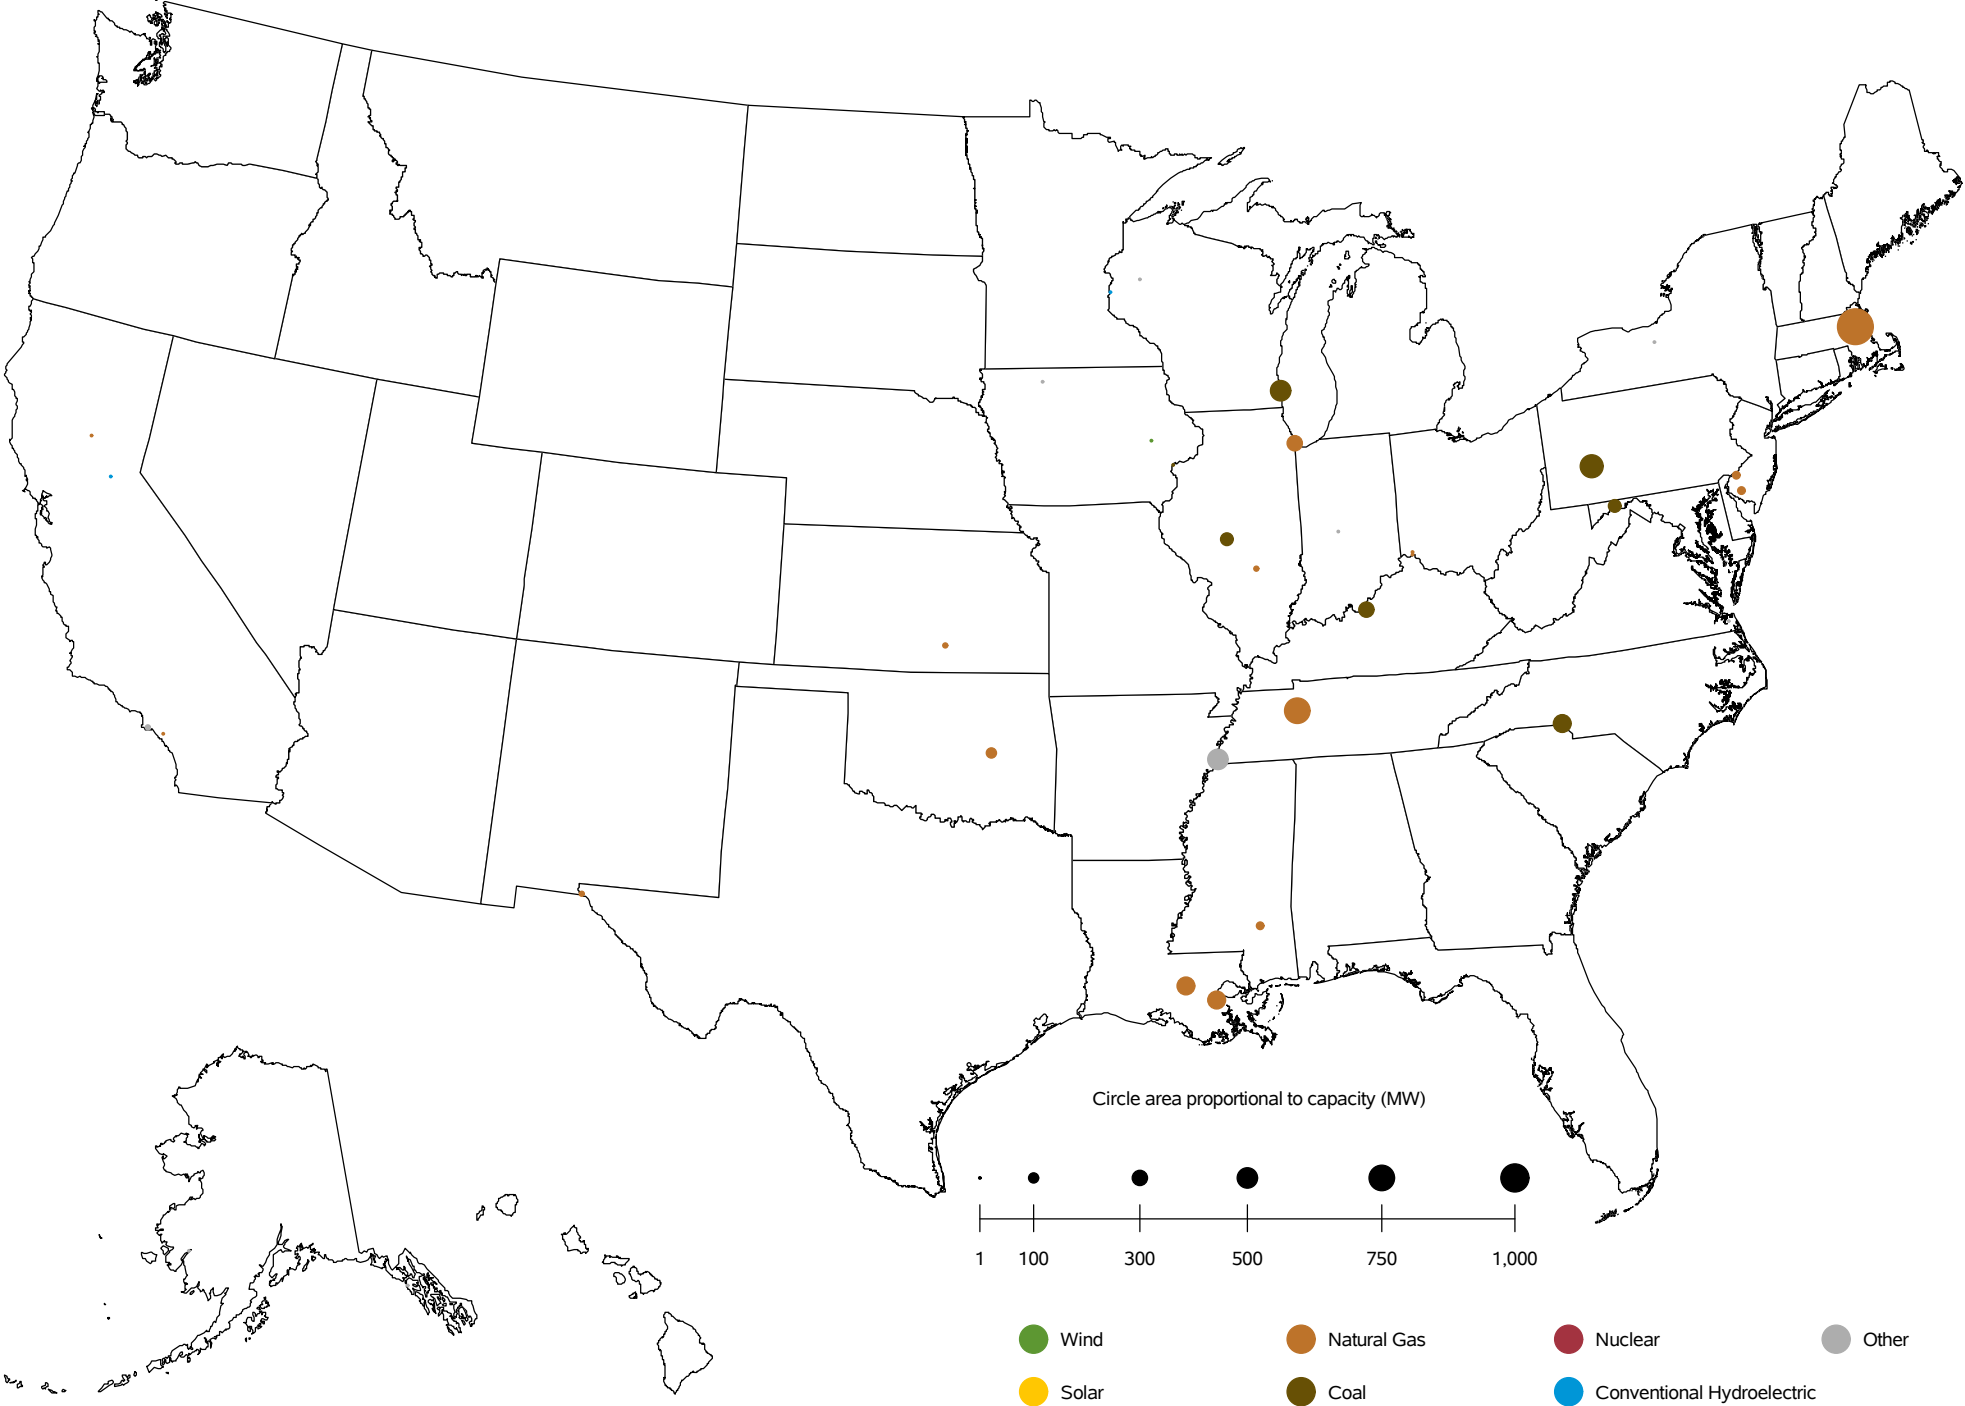 Circle area proportional to capacity (MW)
1 100 300 500 750 1,000
Wind Natural Gas Nuclear Other
Solar Coal Conventional Hydroelectric